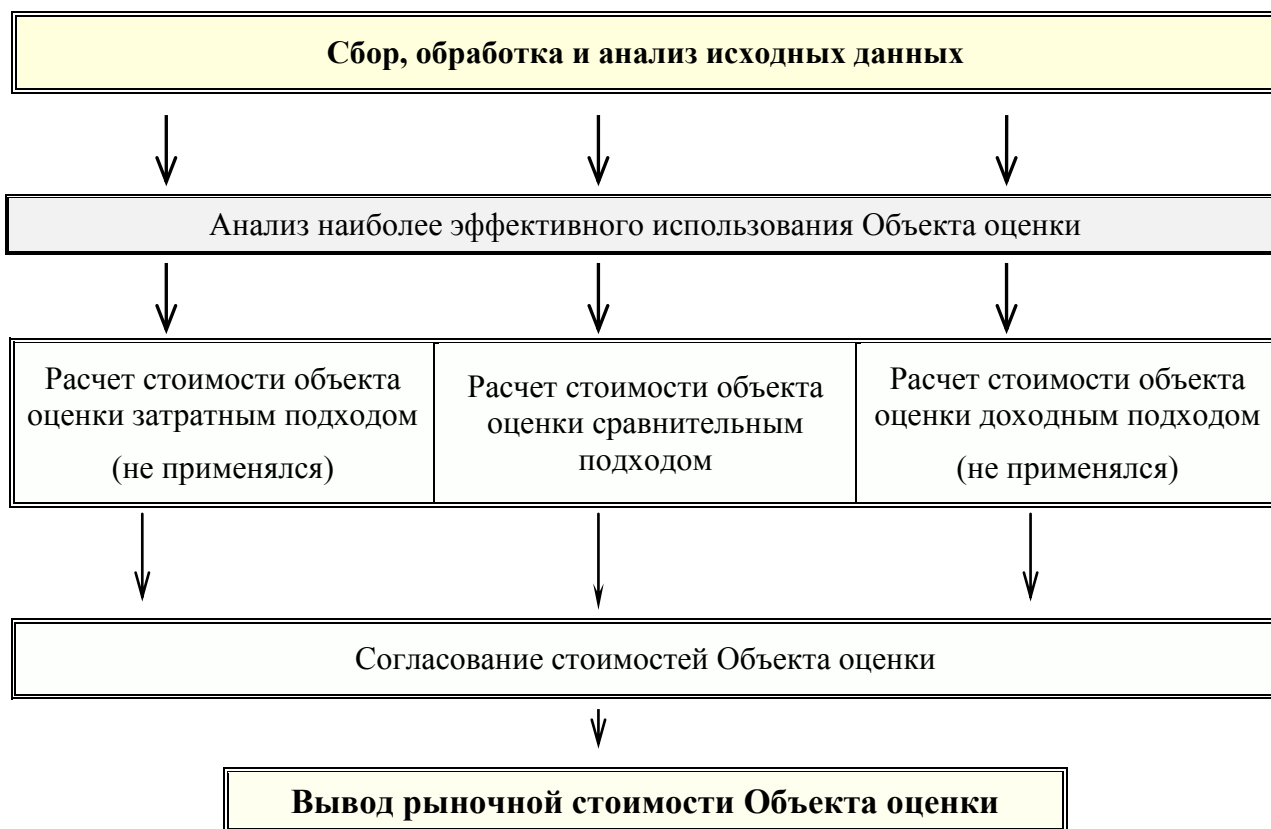 Сбор, обработка и анализ исходных данных
Анализ наиболее эффективного использования Объекта оценки
Расчет стоимости объекта
оценки затратным подходом
(не применялся)
Расчет стоимости объекта
оценки сравнительным
подходом
Расчет стоимости объекта
оценки доходным подходом
(не применялся)
Согласование стоимостей Объекта оценки
Вывод рыночной стоимости Объекта оценки